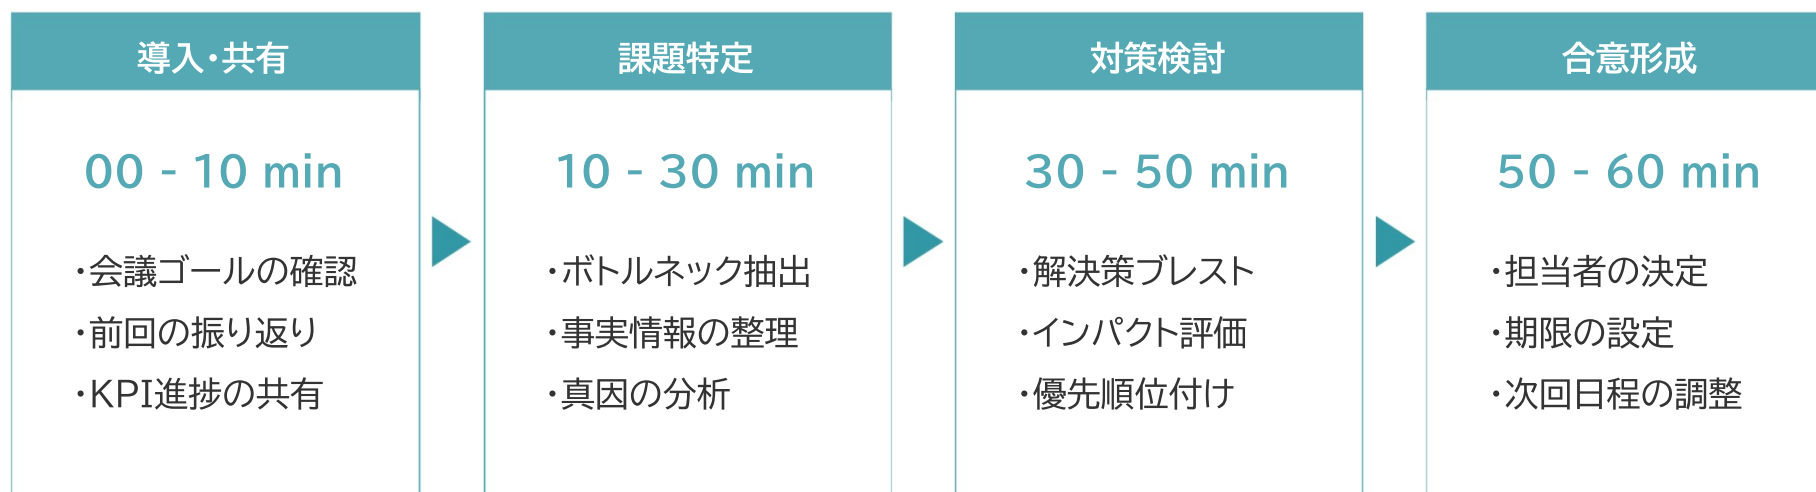 導入・共有
00 - 10 min
・会議ゴールの確認
・前回の振り返り
・KPI進捗の共有
課題特定
10 - 30 min
・ボトルネック抽出
・事実情報の整理
・真因の分析
対策検討
30 - 50 min
・解決策ブレスト
・インパクト評価
・優先順位付け
合意形成
50 - 60 min
・担当者の決定
・期限の設定
・次回日程の調整